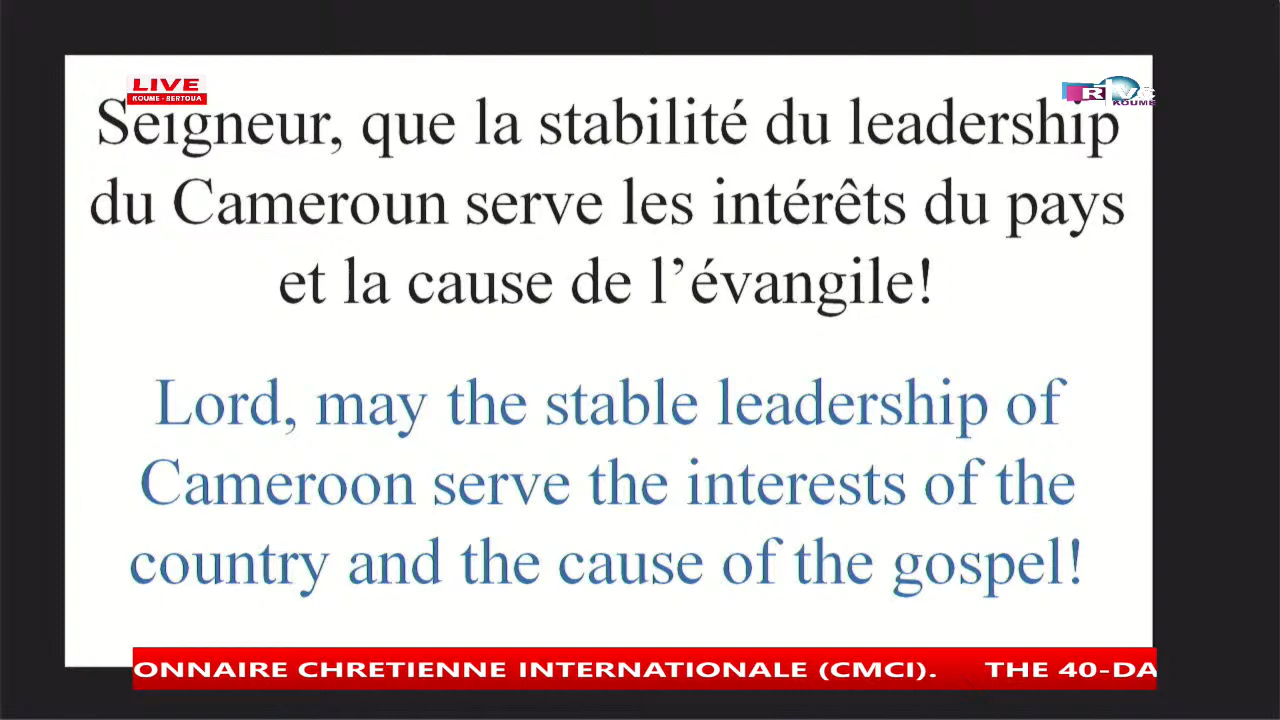 LIVE
KOUME - BERTOUA
KOUME
Seigneur, que la stabilité du leadership
du Cameroun serve les intérêts du pays
et la cause de l’évangile!
Lord, may the stable leadership of
Cameroon serve the interests of the
country and the cause of the gospel!
ONNAIRE CHRETIENNE INTERNATIONALE (CMCI). THE 40-DA